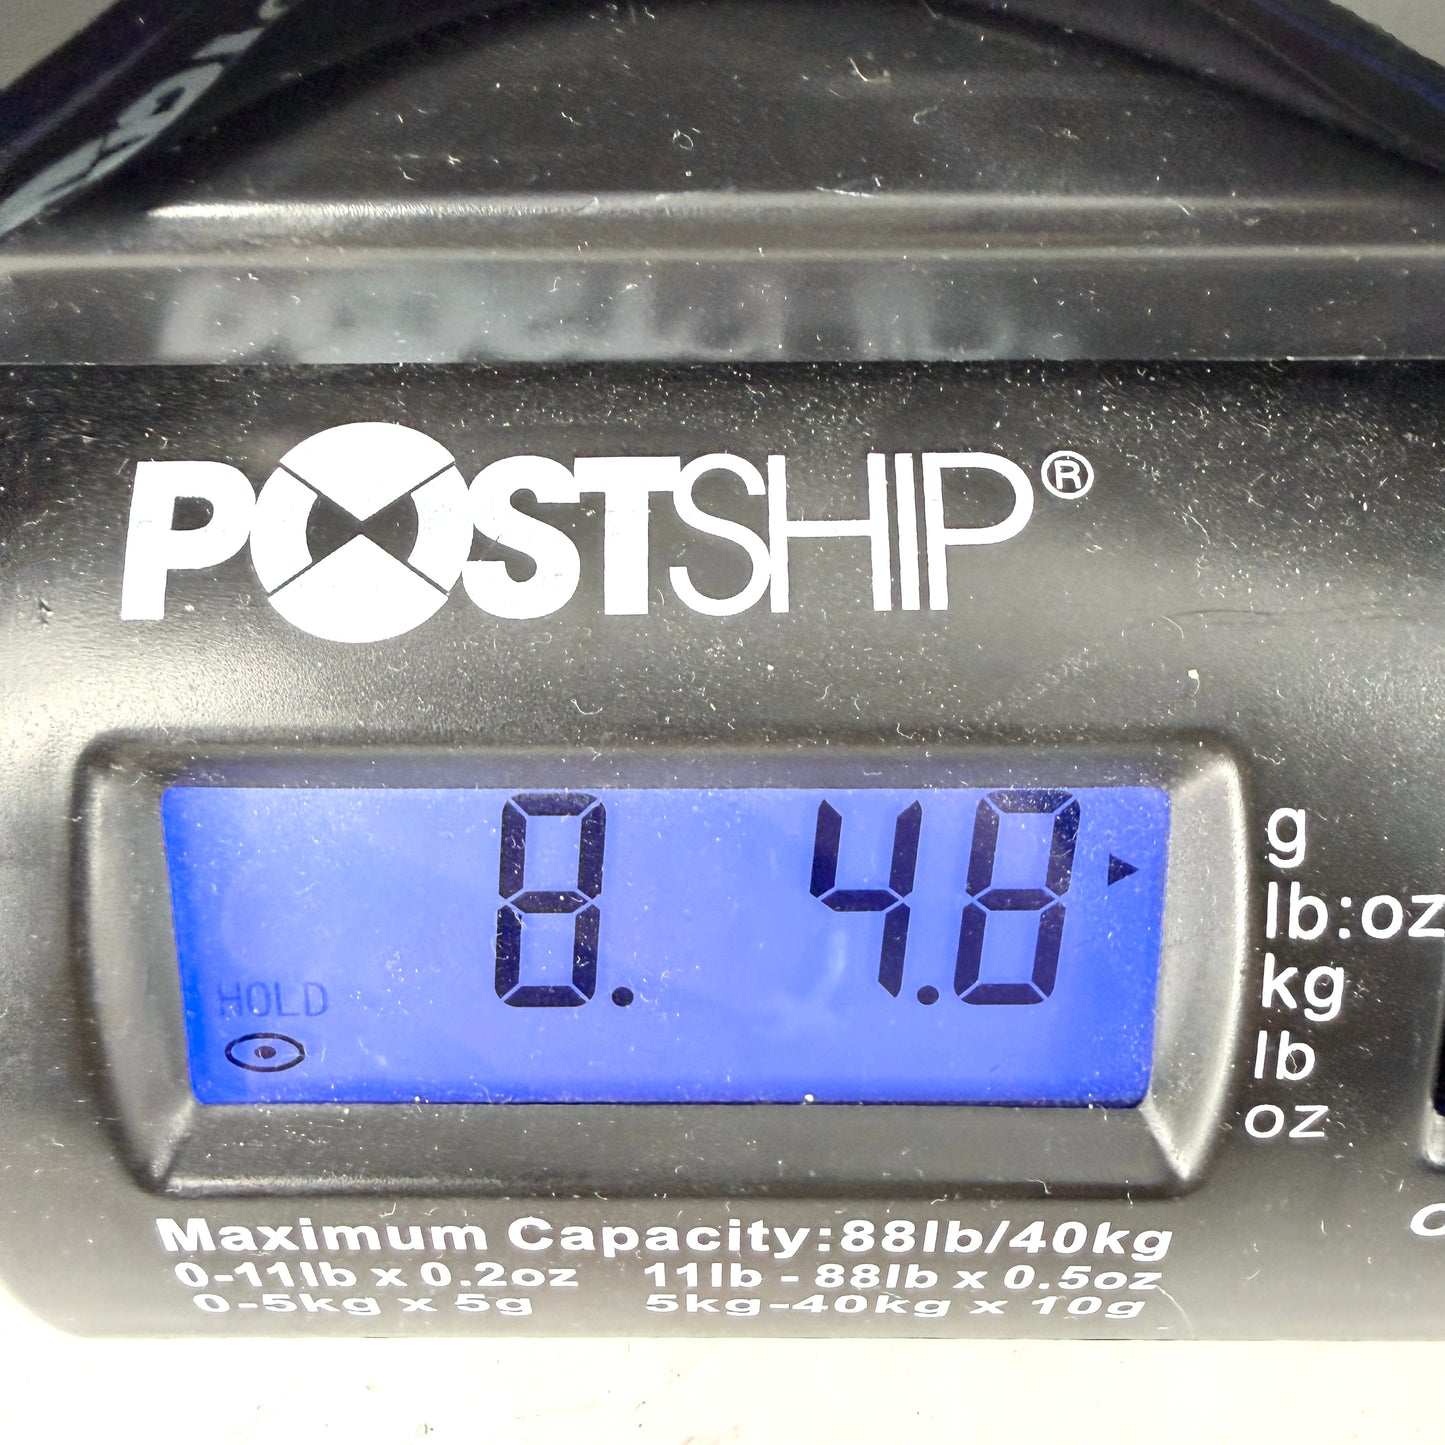 POSTSHIP®
8. 4.8
HOLD
g
lb:oz
kg
lb
oz
Maximum Capacity:88lb/40kg
0-11lb x 0.2oz 11lb - 88lb x 0.5oz
0-5kg x 5g 5kg-40kg x 10g